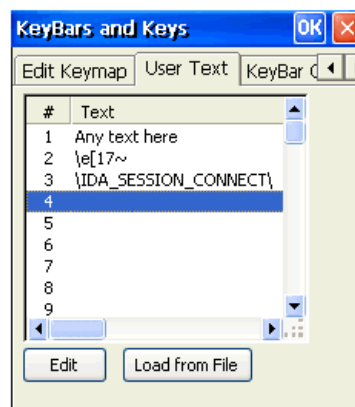 KeyBars and Keys OK
Edit Keymap User Text KeyBar
# Text
1 Any text here
2 \e[17~
3 \IDA_SESSION_CONNECT\
4
5
6
7
8
9
Edit Load from File